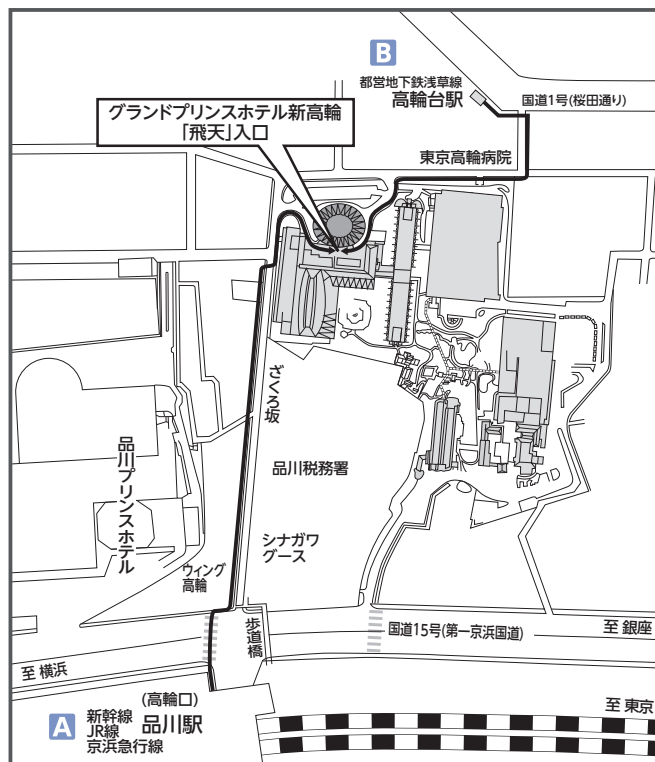 B
都営地下鉄浅草線
高輪台駅
国道1号(桜田通り)
グランドプリンスホテル新高輪
「飛天」入口
東京高輪病院
ざくろ坂
品川プリンスホテル
品川税務署
シナガワ
グース
ウィング
高輪
歩道橋
国道15号(第一京浜国道)
至 銀座
至 横浜
(高輪口)
A
新幹線
JR線
京浜急行線
品川駅
至 東京